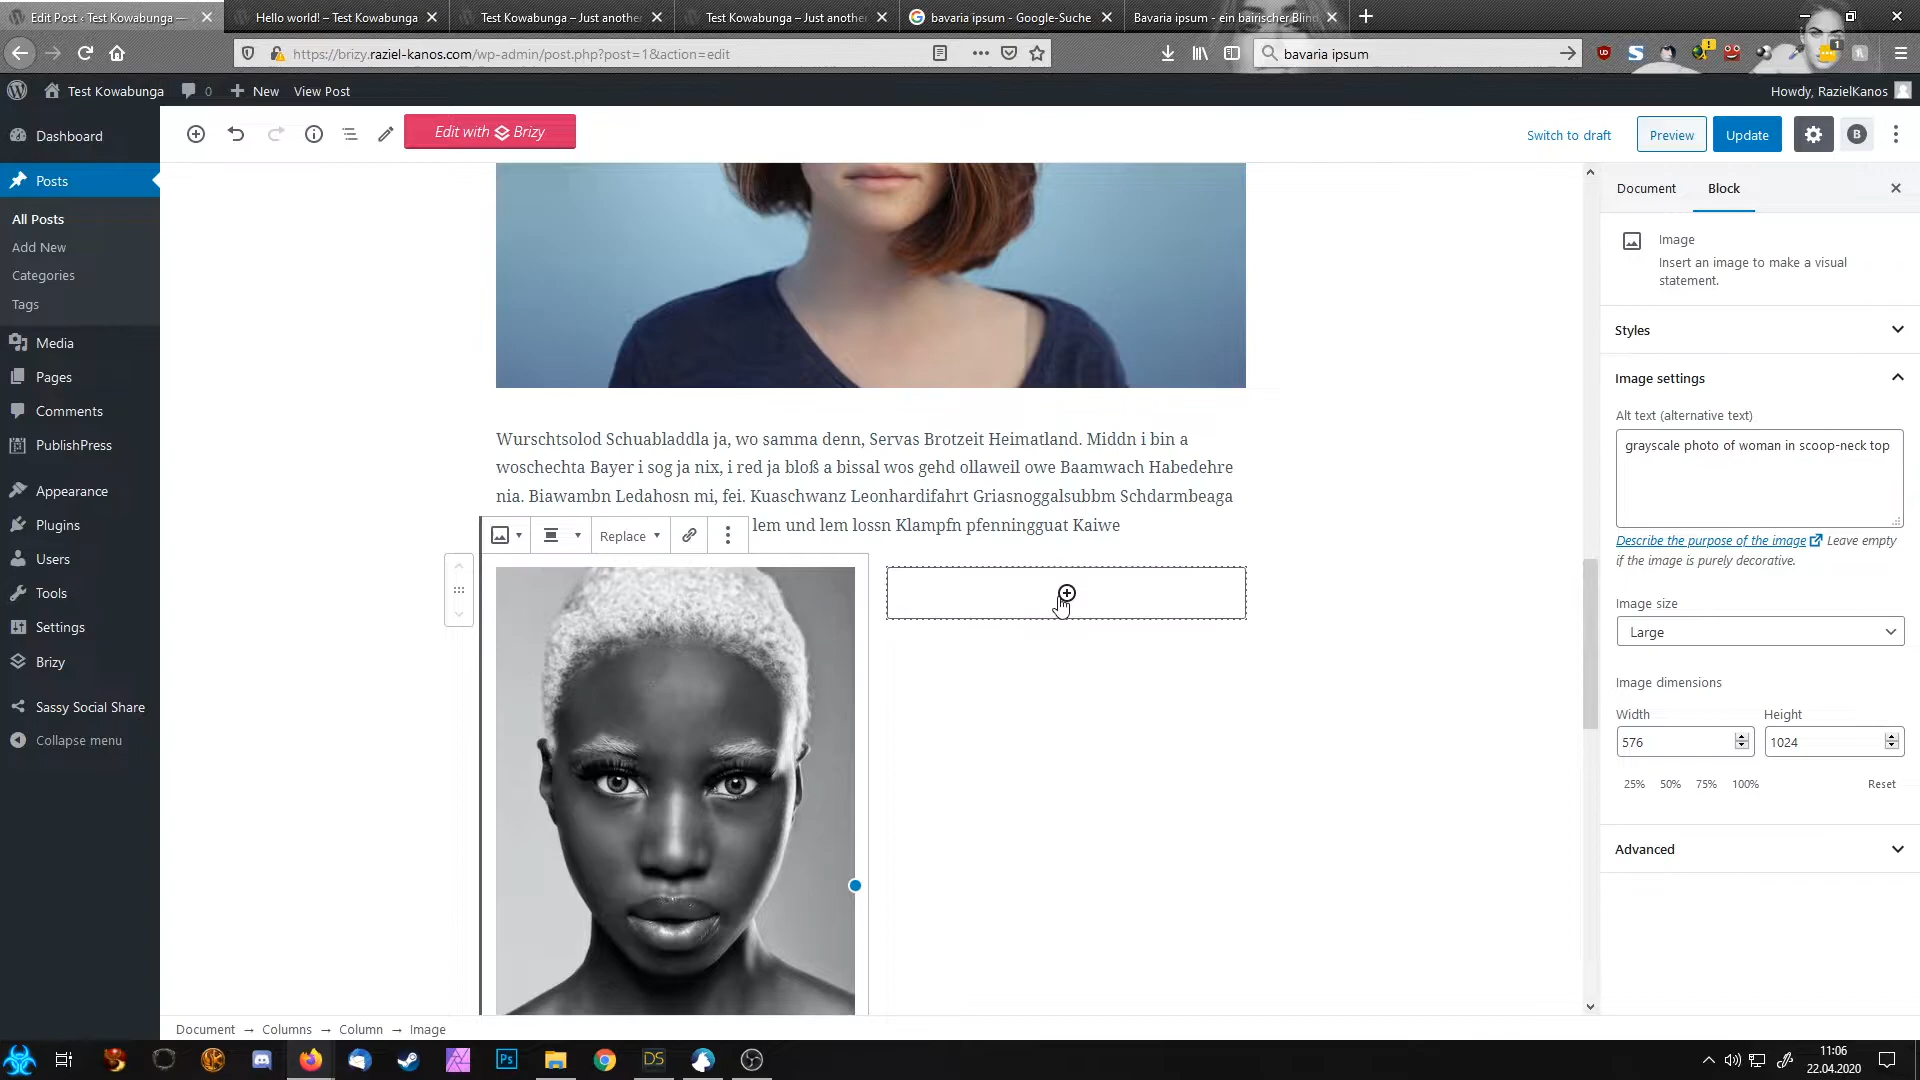 Edit Post ‹ Test Kowabunga —
Hello world! – Test Kowabunga
Test Kowabunga – Just anothe
Test Kowabunga – Just anothe
bavaria ipsum - Google-Suche
Bavaria ipsum - ein bairischer Blind
https://brizy.raziel-kanos.com/wp-admin/post.php?post=1&action=edit
bavaria ipsum
Test Kowabunga
0
New
View Post
Howdy, RazielKanos
Dashboard
Posts
All Posts
Add New
Categories
Tags
Media
Pages
Comments
PublishPress
Appearance
Plugins
Users
Tools
Settings
Brizy
Sassy Social Share
Collapse menu
Edit with Brizy
Switch to draft
Preview
Update
B
Wurschtsolod Schuabladdla ja, wo samma denn, Servas Brotzeit Heimatland. Middn i bin a
woschechta Bayer i sog ja nix, i red ja bloß a bissal wos gehd ollaweil owe Baamwach Habedehre
nia. Biawambn Ledahosn mi, fei. Kuaschwanz Leonhardifahrt Griasnoggalsubbm Schdarmbeaga
lem und lem lossn Klampfn pfenningguat Kaiwe
Replace
Document
Block
Image
Insert an image to make a visual
statement.
Styles
Image settings
Alt text (alternative text)
grayscale photo of woman in scoop-neck top
Describe the purpose of the image Leave empty
if the image is purely decorative.
Image size
Large
Image dimensions
Width
Height
576
1024
25%
50%
75%
100%
Reset
Advanced
Document → Columns → Column → Image
Ps
DS
11:06
22.04.2020